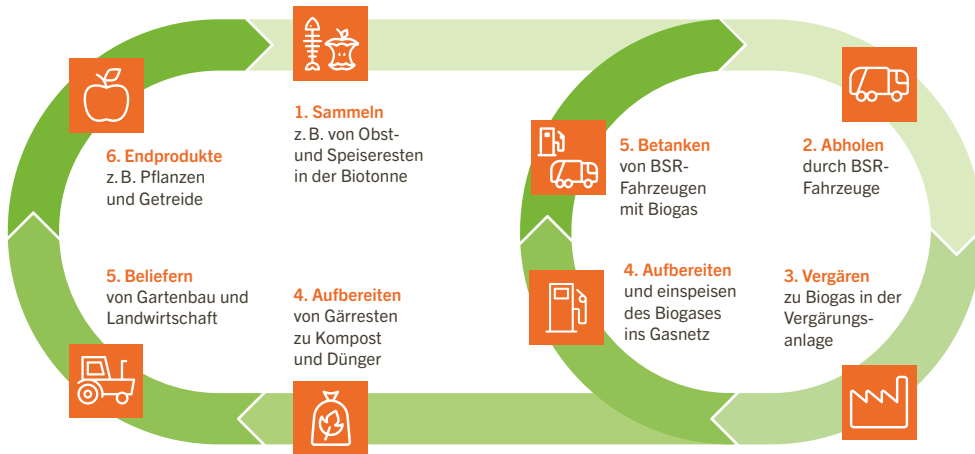 1. Sammeln
z. B. von Obst-
und Speiseresten
in der Biotonne
2. Abholen
durch BSR-
Fahrzeuge
3. Vergären
zu Biogas in der
Vergärungs-
anlage
4. Aufbereiten
und einspeisen
des Biogases
ins Gasnetz
5. Betanken
von BSR-
Fahrzeugen
mit Biogas
4. Aufbereiten
von Gärresten
zu Kompost
und Dünger
5. Beliefern
von Gartenbau und
Landwirtschaft
6. Endprodukte
z. B. Pflanzen
und Getreide